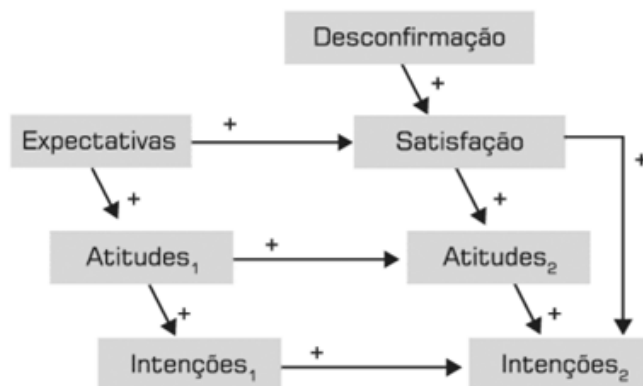 Desconfirmação
+
Expectativas
+
Satisfação
+
+
+
Atitudes₁
+
Atitudes₂
+
+
Intenções₁
+
Intenções₂